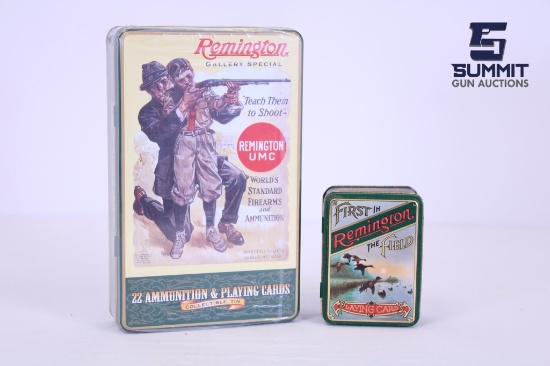 SUMMIT
GUN AUCTIONS
Remington
GALLERY SPECIAL
Teach Them
to Shoot-
REMINGTON
UMC
WORLD'S
STANDARD
FIREARMS
and
AMMUNITION
22 AMMUNITION & PLAYING CARDS
COLLECTIBLE TIN
FIRST IN
Remington
THE FIELD
PLAYING CARDS